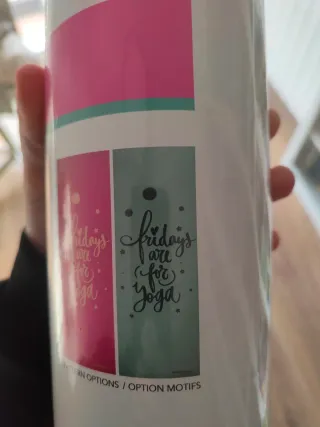 fridays
are
for
yoga
fridays
are
for
yoga
OPTIONS / OPTION MOTIFS